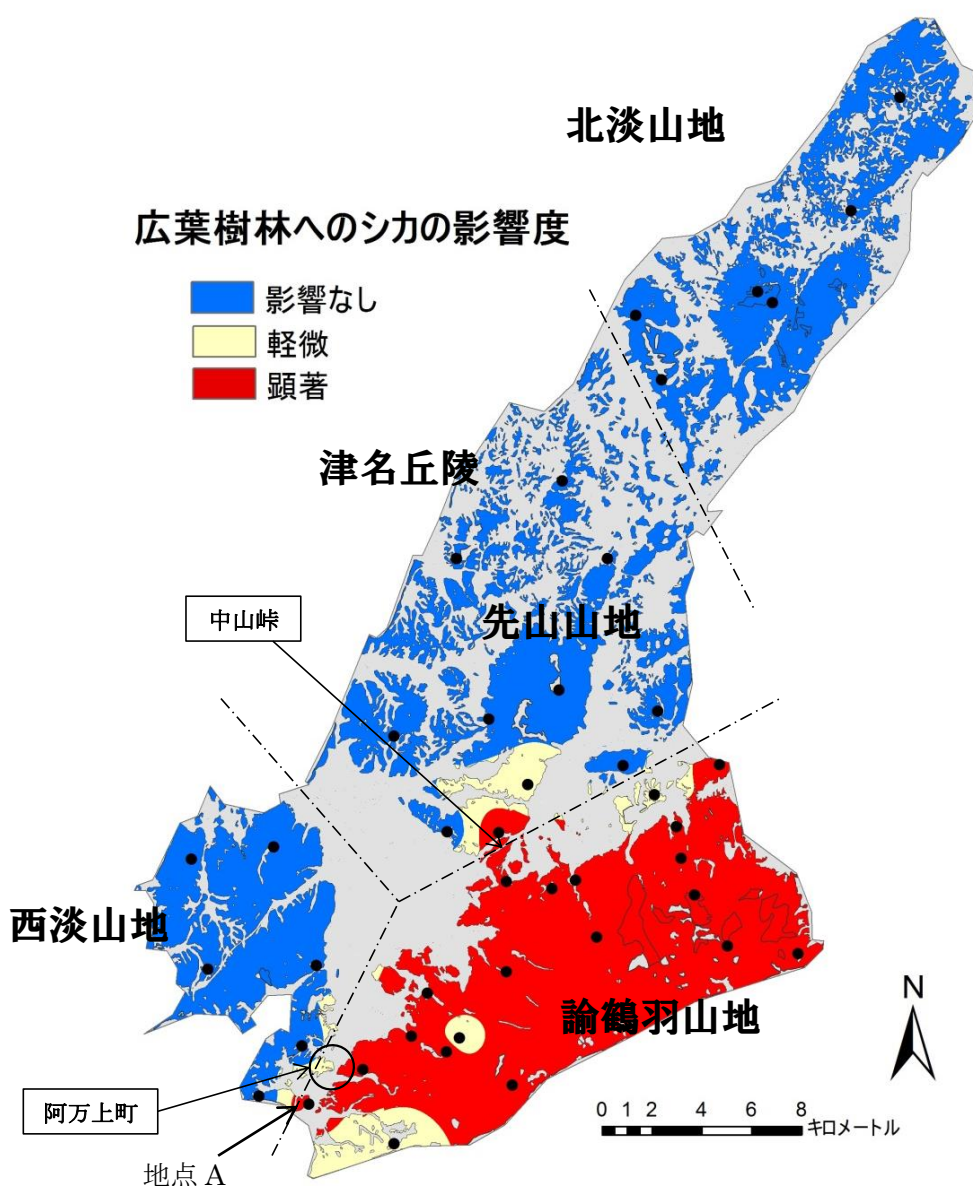 北淡山地
広葉樹林へのシカの影響度
影響なし
軽微
顕著
津名丘陵
中山峠
先山山地
西淡山地
諭鶴羽山地
N
阿万上町
0 1 2 4 6 8
キロメートル
地点 A